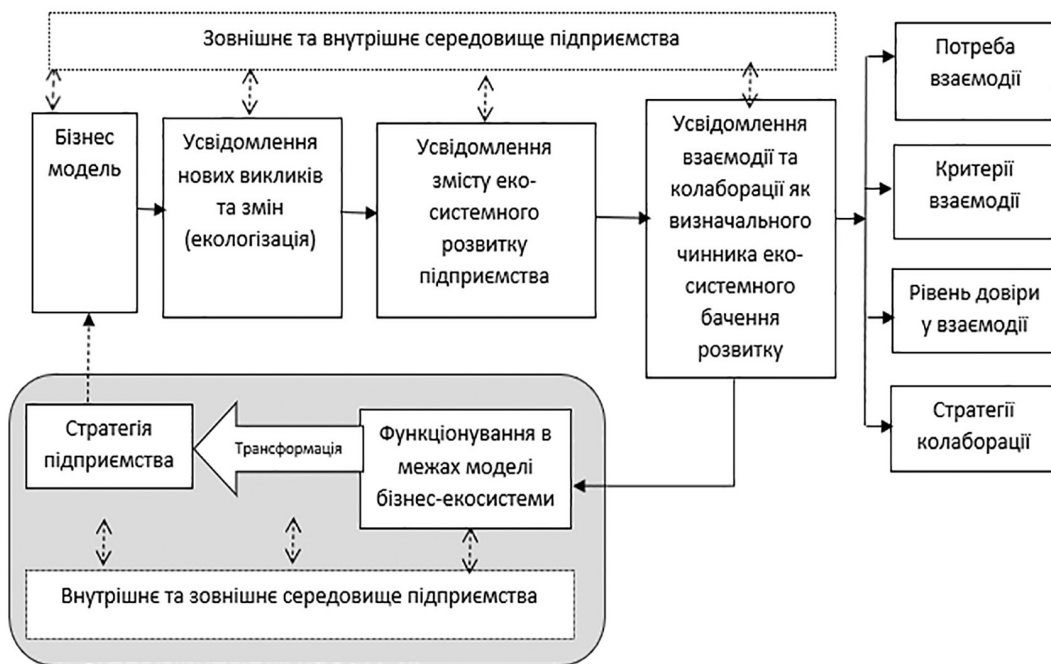 Зовнішнє та внутрішнє середовище підприємства
Бізнес
модель
Усвідомлення
нових викликів
та змін
(екологізація)
Усвідомлення
змісту еко-
системного
розвитку
підприємства
Усвідомлення
взаємодії та
колаборації як
визначального
чинника еко-
системного
бачення
розвитку
Потреба
взаємодії
Критерії
взаємодії
Рівень довіри
у взаємодії
Стратегії
колаборації
Стратегія
підприємства
Трансформація
Функціонування в
межах моделі
бізнес-екосистеми
Внутрішнє та зовнішнє середовище підприємства